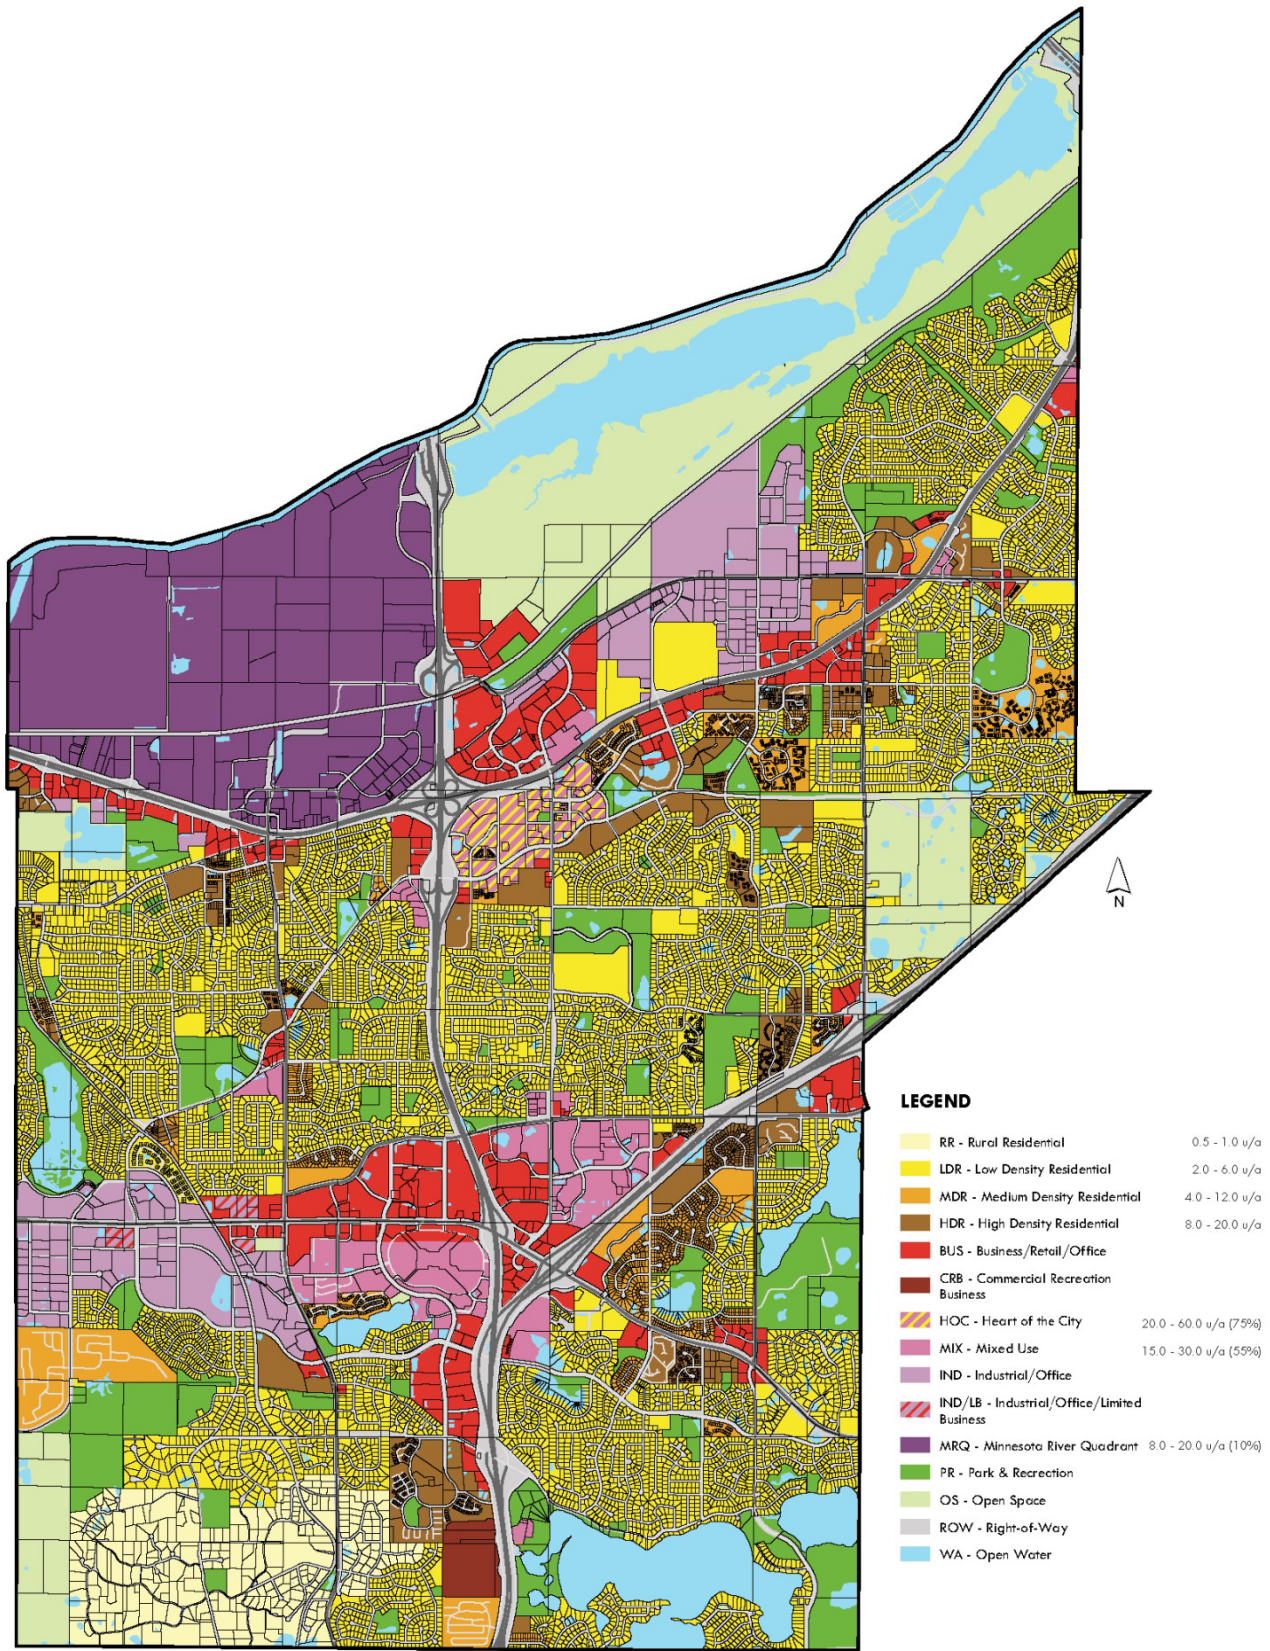 N
LEGEND
RR - Rural Residential 0.5 - 1.0 u/a
LDR - Low Density Residential 2.0 - 6.0 u/a
MDR - Medium Density Residential 4.0 - 12.0 u/a
HDR - High Density Residential 8.0 - 20.0 u/a
BUS - Business/Retail/Office
CRB - Commercial Recreation
Business
HOC - Heart of the City 20.0 - 60.0 u/a (75%)
MIX - Mixed Use 15.0 - 30.0 u/a (55%)
IND - Industrial/Office
IND/LB - Industrial/Office/Limited
Business
MRQ - Minnesota River Quadrant 8.0 - 20.0 u/a (10%)
PR - Park & Recreation
OS - Open Space
ROW - Right-of-Way
WA - Open Water